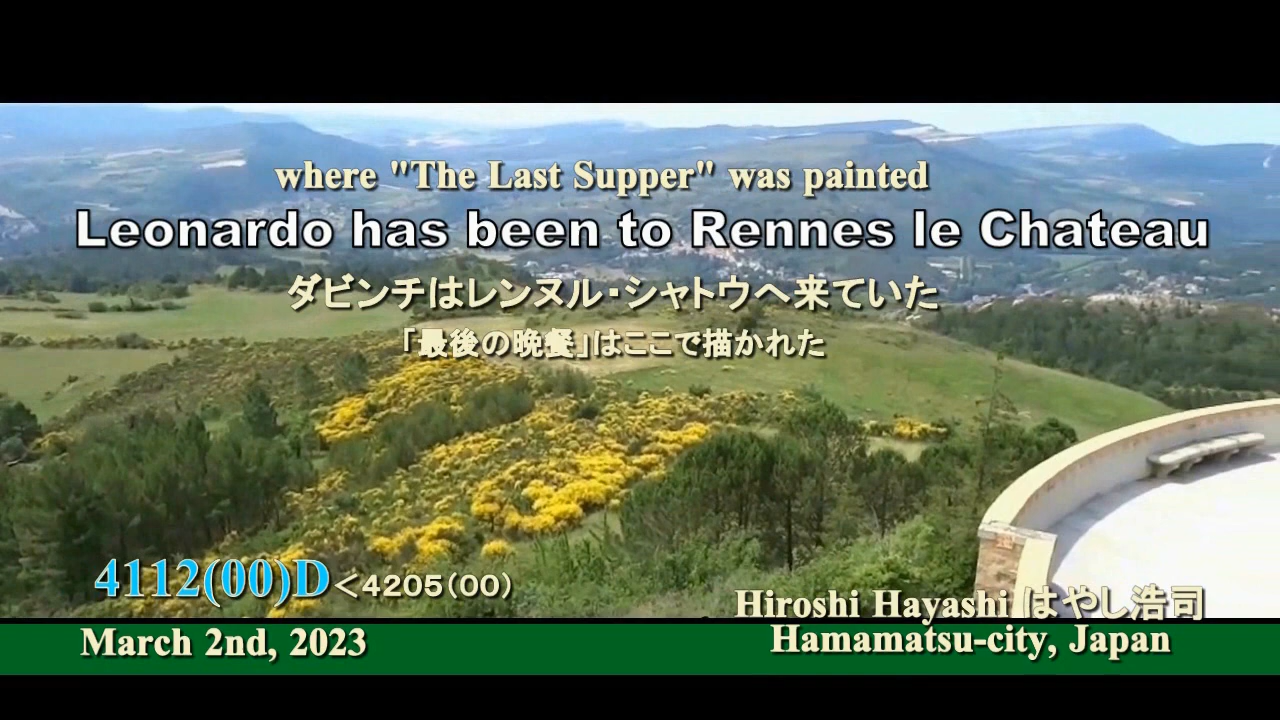 where "The Last Supper" was painted
Leonardo has been to Rennes le Chateau
ダビンチはレンヌル・シャトウへ来ていた
「最後の晩餐」はここで描かれた
4112(00)D<4205(00)
Hiroshi Hayashi はやし浩司
March 2nd, 2023
Hamamatsu-city, Japan